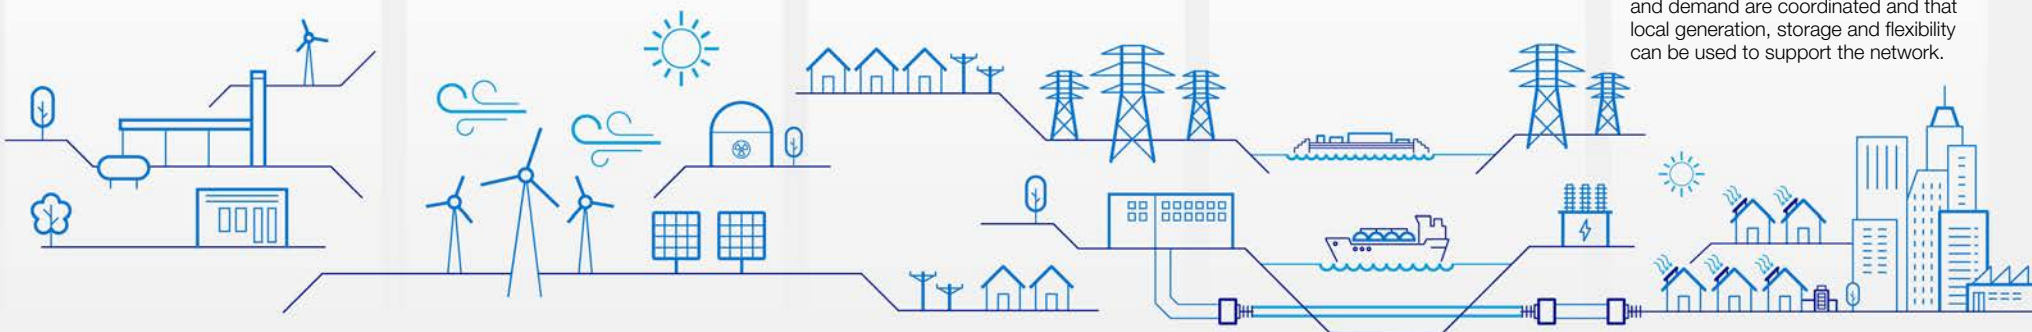 and demand are coordinated and that
local generation, storage and flexibility
can be used to support the network.